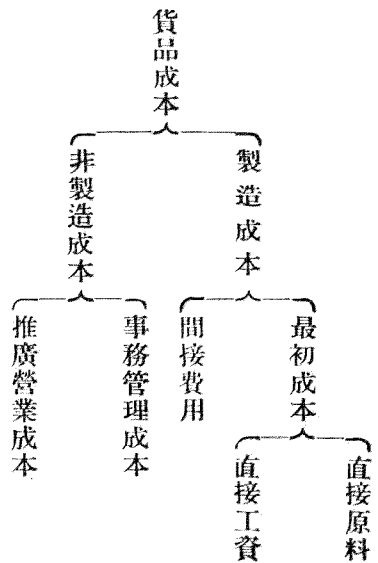 貨品成本
製造成本
最初成本
直接原料
直接工資
間接費用
非製造成本
事務管理成本
推廣營業成本